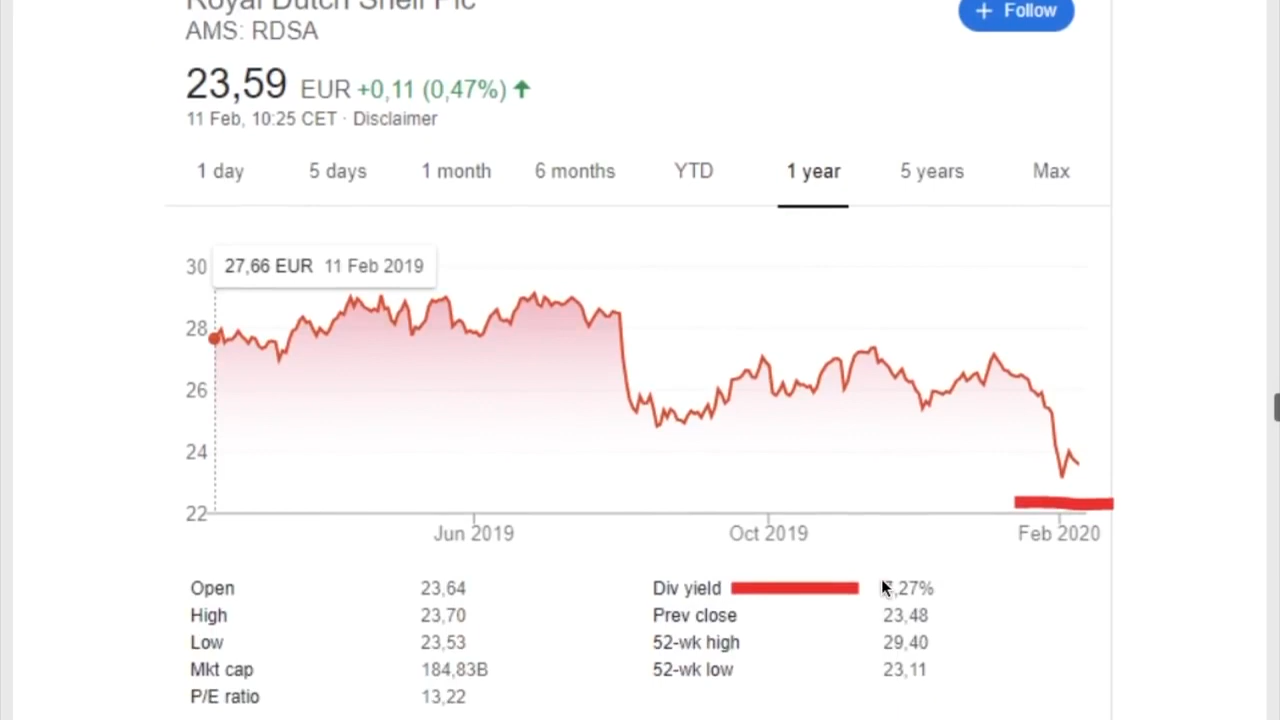 Royal Dutch Shell Plc
AMS: RDSA
+ Follow
23,59 EUR +0,11 (0,47%) ↑
11 Feb, 10:25 CET · Disclaimer
1 day 5 days 1 month 6 months YTD 1 year 5 years Max
27,66 EUR 11 Feb 2019
30
28
26
24
22
Jun 2019 Oct 2019 Feb 2020
Open 23,64 Div yield ,27%
High 23,70 Prev close 23,48
Low 23,53 52-wk high 29,40
Mkt cap 184,83B 52-wk low 23,11
P/E ratio 13,22